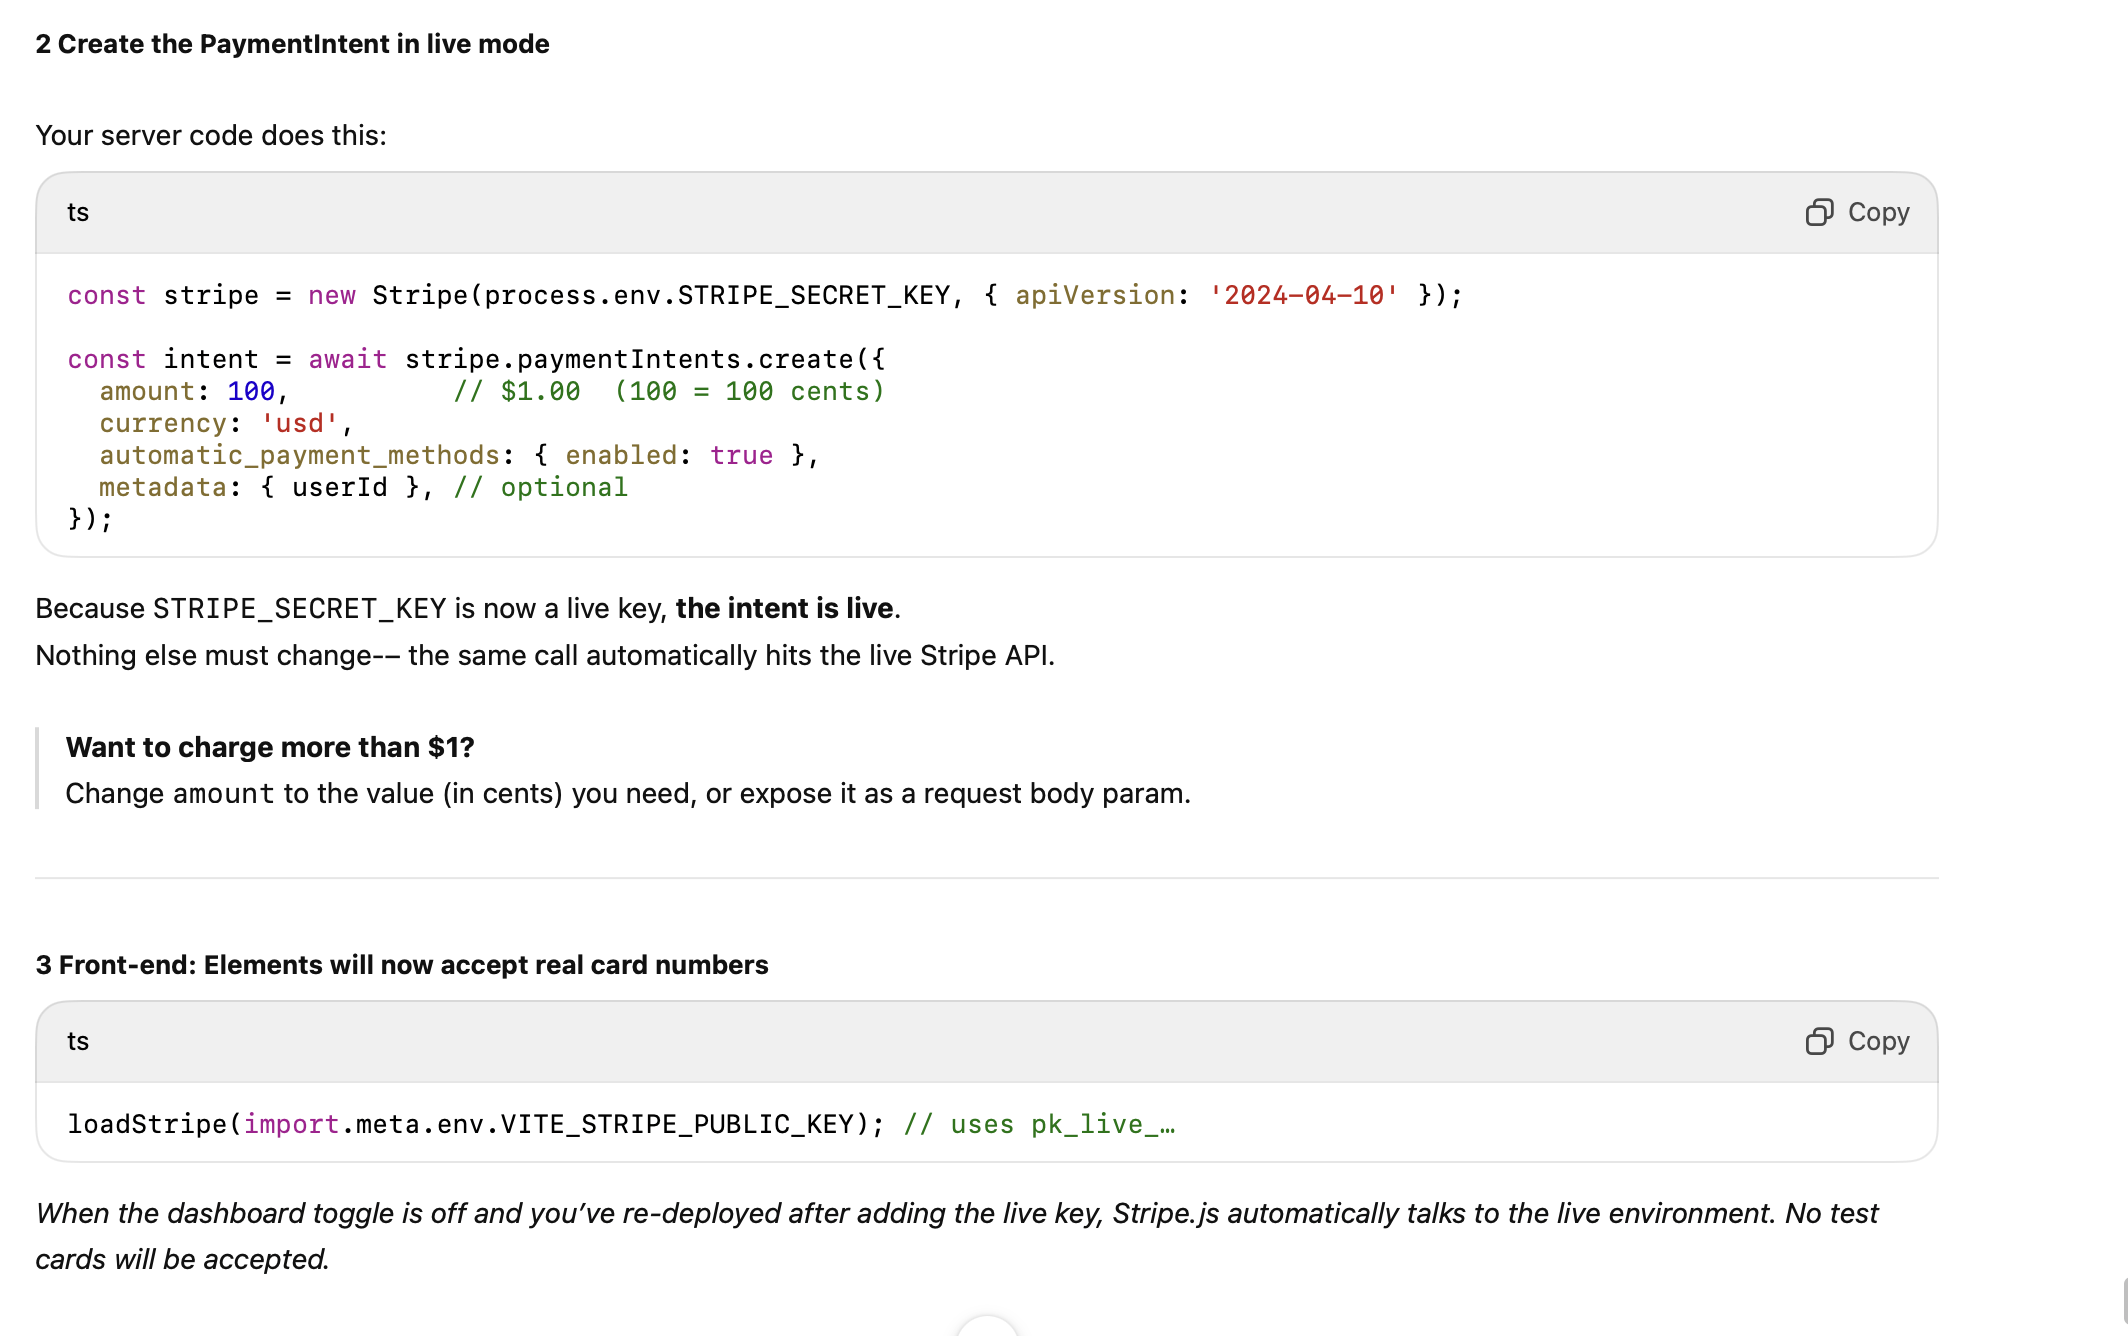 2 Create the PaymentIntent in live mode
Your server code does this:
ts
Copy
const stripe = new Stripe(process.env.STRIPE_SECRET_KEY, { apiVersion: '2024-04-10' });
const intent = await stripe.paymentIntents.create({
  amount: 100,          // $1.00  (100 = 100 cents)
  currency: 'usd',
  automatic_payment_methods: { enabled: true },
  metadata: { userId }, // optional
});
Because STRIPE_SECRET_KEY is now a live key, the intent is live.
Nothing else must change-— the same call automatically hits the live Stripe API.
Want to charge more than $1?
Change amount to the value (in cents) you need, or expose it as a request body param.
3 Front-end: Elements will now accept real card numbers
ts
Copy
loadStripe(import.meta.env.VITE_STRIPE_PUBLIC_KEY); // uses pk_live_…
When the dashboard toggle is off and you’ve re-deployed after adding the live key, Stripe.js automatically talks to the live environment. No test
cards will be accepted.